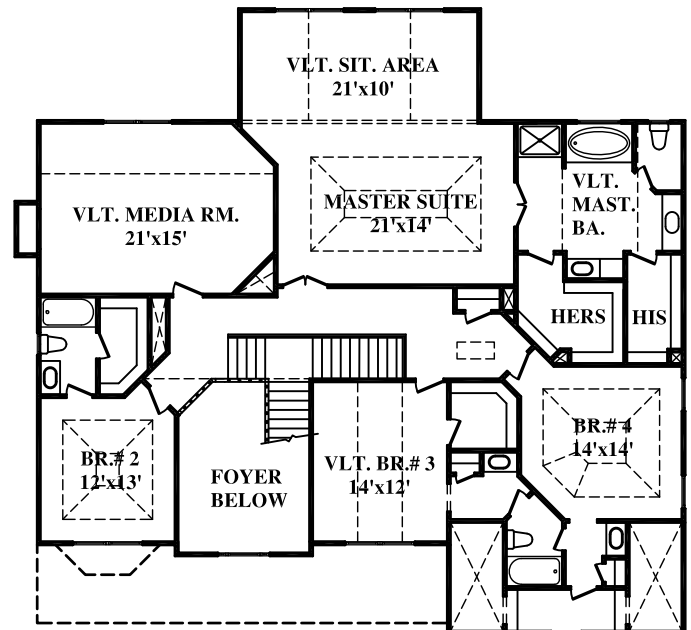 VLT. SIT. AREA
21'x10'
VLT. MEDIA RM.
21'x15'
MASTER SUITE
21'x14'
VLT.
MAST.
BA.
HERS
HIS
BR.# 2
12'x13'
FOYER
BELOW
VLT. BR.# 3
14'x12'
BR.# 4
14'x14'